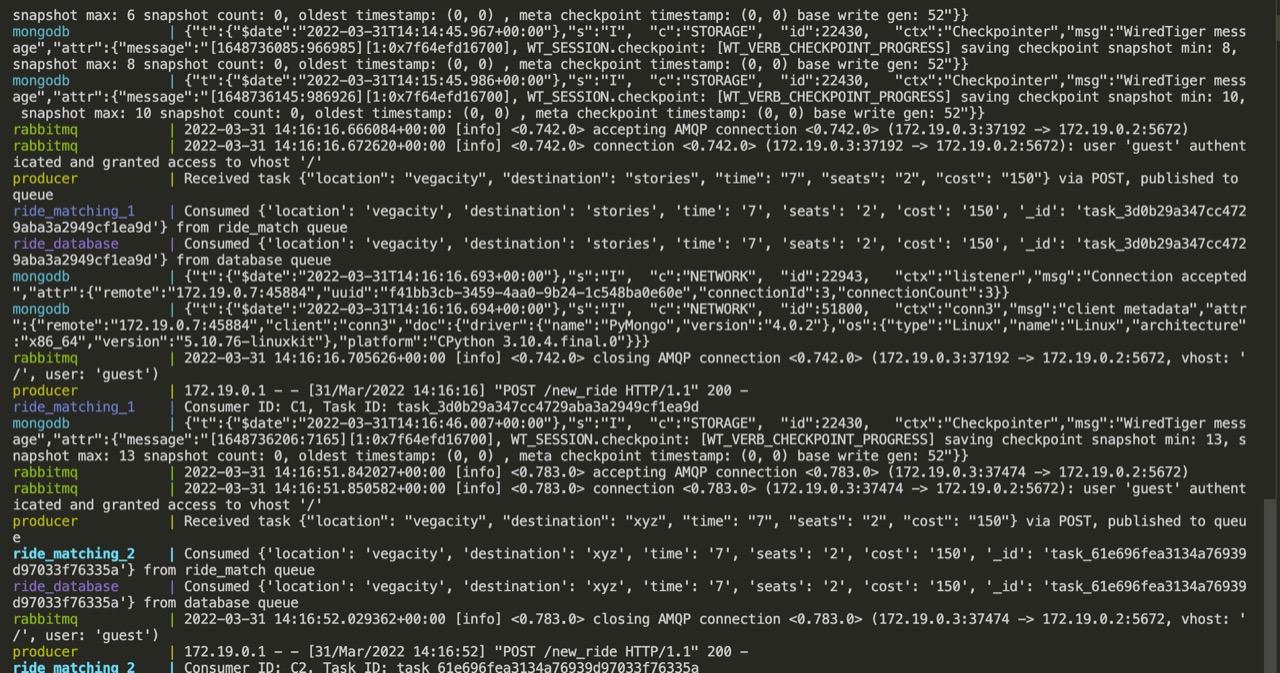 snapshot max: 6 snapshot count: 0, oldest timestamp: (0, 0) , meta checkpoint timestamp: (0, 0) base write gen: 52"}}
mongodb | {"t":{"$date":"2022-03-31T14:14:45.967+00:00"},"s":"I", "c":"STORAGE", "id":22430, "ctx":"Checkpointer","msg":"WiredTiger mess
age","attr":{"message":"[1648736085:966985][1:0x7f64efd16700], WT_SESSION.checkpoint: [WT_VERB_CHECKPOINT_PROGRESS] saving checkpoint snapshot min: 8,
snapshot max: 8 snapshot count: 0, oldest timestamp: (0, 0) , meta checkpoint timestamp: (0, 0) base write gen: 52"}}
mongodb | {"t":{"$date":"2022-03-31T14:15:45.986+00:00"},"s":"I", "c":"STORAGE", "id":22430, "ctx":"Checkpointer","msg":"WiredTiger mess
age","attr":{"message":"[1648736145:986926][1:0x7f64efd16700], WT_SESSION.checkpoint: [WT_VERB_CHECKPOINT_PROGRESS] saving checkpoint snapshot min: 10,
snapshot max: 10 snapshot count: 0, oldest timestamp: (0, 0) , meta checkpoint timestamp: (0, 0) base write gen: 52"}}
rabbitmq | 2022-03-31 14:16:16.666084+00:00 [info] <0.742.0> accepting AMQP connection <0.742.0> (172.19.0.3:37192 -> 172.19.0.2:5672)
rabbitmq | 2022-03-31 14:16:16.672620+00:00 [info] <0.742.0> connection <0.742.0> (172.19.0.3:37192 -> 172.19.0.2:5672): user 'guest' authent
icated and granted access to vhost '/'
producer | Received task {"location": "vegacity", "destination": "stories", "time": "7", "seats": "2", "cost": "150"} via POST, published to
queue
ride_matching_1 | Consumed {'location': 'vegacity', 'destination': 'stories', 'time': '7', 'seats': '2', 'cost': '150', '_id': 'task_3d0b29a347cc472
9aba3a2949cf1ea9d'} from ride_match queue
ride_database | Consumed {'location': 'vegacity', 'destination': 'stories', 'time': '7', 'seats': '2', 'cost': '150', '_id': 'task_3d0b29a347cc472
9aba3a2949cf1ea9d'} from database queue
mongodb | {"t":{"$date":"2022-03-31T14:16:16.693+00:00"},"s":"I", "c":"NETWORK", "id":22943, "ctx":"listener","msg":"Connection accepted
","attr":{"remote":"172.19.0.7:45884","uuid":"f41bb3cb-3459-4aa0-9b24-1c548ba0e60e","connectionId":3,"connectionCount":3}}
mongodb | {"t":{"$date":"2022-03-31T14:16:16.694+00:00"},"s":"I", "c":"NETWORK", "id":51800, "ctx":"conn3","msg":"client metadata","attr
":{"remote":"172.19.0.7:45884","client":"conn3","doc":{"driver":{"name":"PyMongo","version":"4.0.2"},"os":{"type":"Linux","name":"Linux","architecture"
:"x86_64","version":"5.10.76-linuxkit"},"platform":"CPython 3.10.4.final.0"}}}
rabbitmq | 2022-03-31 14:16:16.705626+00:00 [info] <0.742.0> closing AMQP connection <0.742.0> (172.19.0.3:37192 -> 172.19.0.2:5672, vhost: '
/', user: 'guest')
producer | 172.19.0.1 - - [31/Mar/2022 14:16:16] "POST /new_ride HTTP/1.1" 200 -
ride_matching_1 | Consumer ID: C1, Task ID: task_3d0b29a347cc4729aba3a2949cf1ea9d
mongodb | {"t":{"$date":"2022-03-31T14:16:46.007+00:00"},"s":"I", "c":"STORAGE", "id":22430, "ctx":"Checkpointer","msg":"WiredTiger mess
age","attr":{"message":"[1648736206:7165][1:0x7f64efd16700], WT_SESSION.checkpoint: [WT_VERB_CHECKPOINT_PROGRESS] saving checkpoint snapshot min: 13, s
napshot max: 13 snapshot count: 0, oldest timestamp: (0, 0) , meta checkpoint timestamp: (0, 0) base write gen: 52"}}
rabbitmq | 2022-03-31 14:16:51.842027+00:00 [info] <0.783.0> accepting AMQP connection <0.783.0> (172.19.0.3:37474 -> 172.19.0.2:5672)
rabbitmq | 2022-03-31 14:16:51.850582+00:00 [info] <0.783.0> connection <0.783.0> (172.19.0.3:37474 -> 172.19.0.2:5672): user 'guest' authent
icated and granted access to vhost '/'
producer | Received task {"location": "vegacity", "destination": "xyz", "time": "7", "seats": "2", "cost": "150"} via POST, published to queu
e
ride_matching_2 | Consumed {'location': 'vegacity', 'destination': 'xyz', 'time': '7', 'seats': '2', 'cost': '150', '_id': 'task_61e696fea3134a76939
d97033f76335a'} from ride_match queue
ride_database | Consumed {'location': 'vegacity', 'destination': 'xyz', 'time': '7', 'seats': '2', 'cost': '150', '_id': 'task_61e696fea3134a76939
d97033f76335a'} from database queue
rabbitmq | 2022-03-31 14:16:52.029362+00:00 [info] <0.783.0> closing AMQP connection <0.783.0> (172.19.0.3:37474 -> 172.19.0.2:5672, vhost: '
/', user: 'guest')
producer | 172.19.0.1 - - [31/Mar/2022 14:16:52] "POST /new_ride HTTP/1.1" 200 -
ride_matching_2 | Consumer ID: C2, Task ID: task_61e696fea3134a76939d97033f76335a